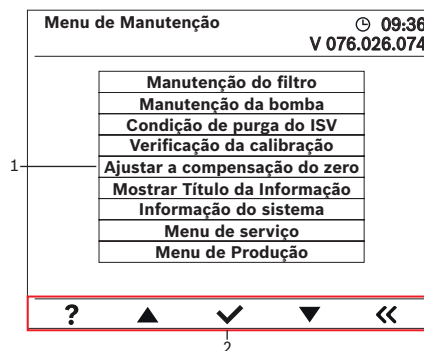 Menu de Manutenção
09:36
V 076.026.074
Manutenção do filtro
Manutenção da bomba
Condição de purga do ISV
Verificação da calibração
1
Ajustar a compensação do zero
Mostrar Título da Informação
Informação do sistema
Menu de serviço
Menu de Produção
?
2